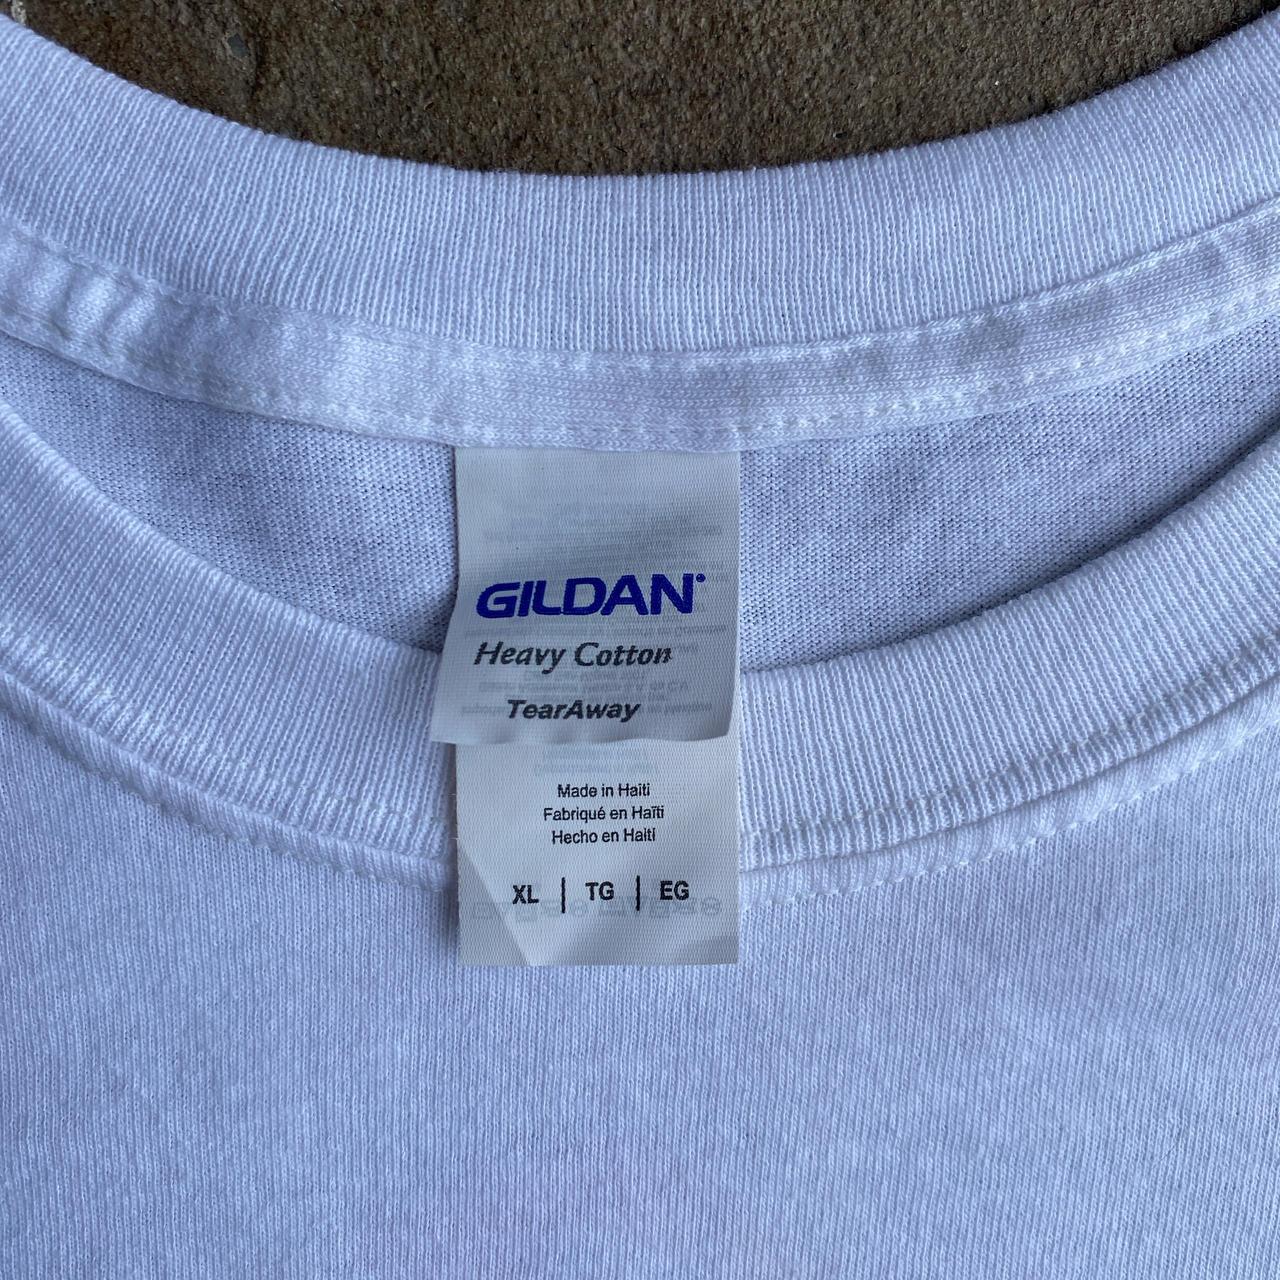 GILDAN®
Heavy Cotton
TearAway
Made in Haiti
Fabriqué en Haïti
Hecho en Haiti
XL | TG | EG